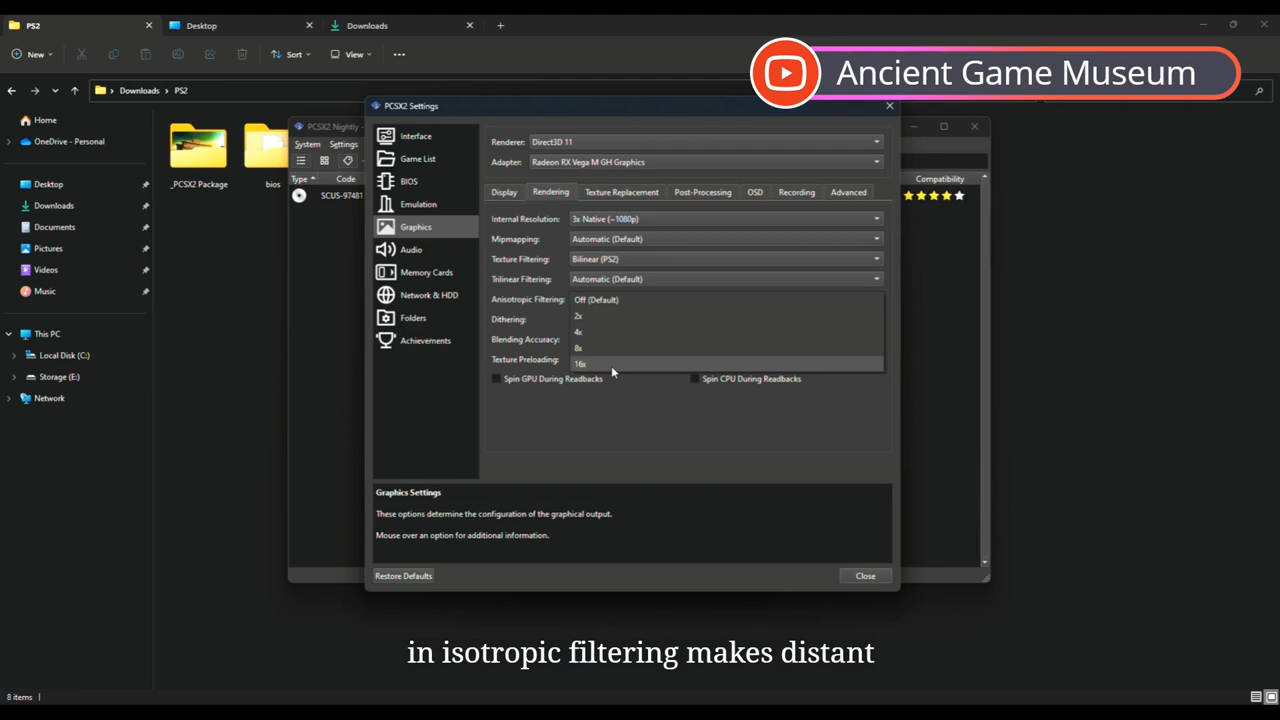 PS2
Desktop
Downloads
New
Sort
View
Downloads > PS2
Ancient Game Museum
Home
OneDrive - Personal
Desktop
Downloads
Documents
Pictures
Videos
Music
This PC
Local Disk (C:)
Storage (E:)
Network
_PCSX2 Package
bios
PCSX2 Nightly -
System Settings
Type Code
SCUS-97481
Compatibility
PCSX2 Settings
Interface
Game List
BIOS
Emulation
Graphics
Audio
Memory Cards
Network & HDD
Folders
Achievements
Renderer: Direct3D 11
Adapter: Radeon RX Vega M GH Graphics
Display Rendering Texture Replacement Post-Processing OSD Recording Advanced
Internal Resolution: 3x Native (~1080p)
Mipmapping: Automatic (Default)
Texture Filtering: Bilinear (PS2)
Trilinear Filtering: Automatic (Default)
Anisotropic Filtering: Off (Default)
2x
Dithering:
4x
Blending Accuracy:
8x
Texture Preloading:
16x
Spin GPU During Readbacks Spin CPU During Readbacks
Graphics Settings
These options determine the configuration of the graphical output.
Mouse over an option for additional information.
Restore Defaults Close
in isotropic filtering makes distant
8 items